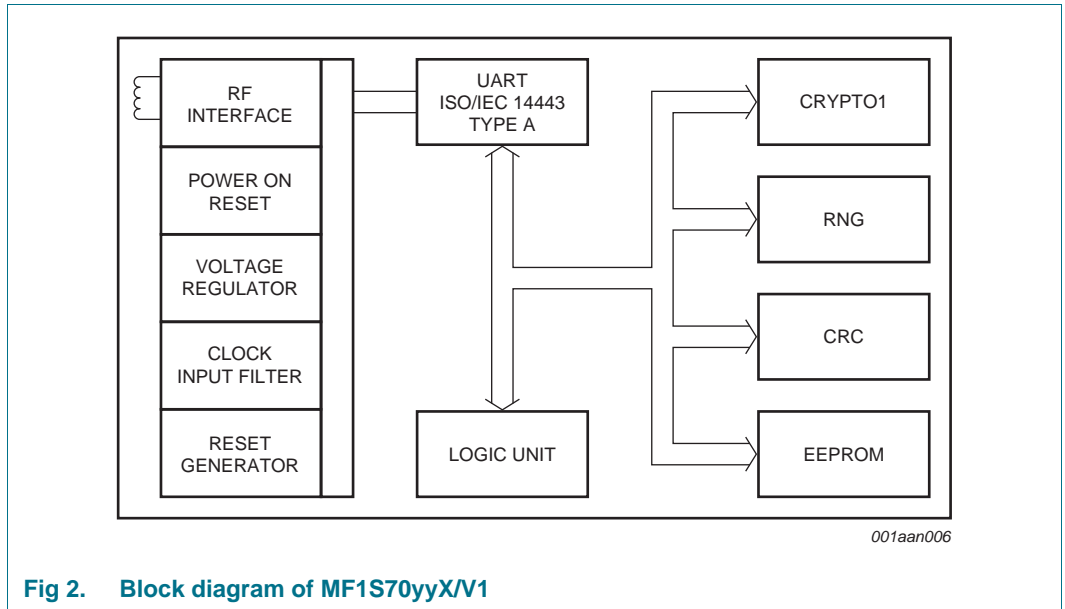 RF
INTERFACE
POWER ON
RESET
VOLTAGE
REGULATOR
CLOCK
INPUT FILTER
RESET
GENERATOR
UART
ISO/IEC 14443
TYPE A
LOGIC UNIT
CRYPTO1
RNG
CRC
EEPROM
001aan006
Fig 2. Block diagram of MF1S70yyX/V1